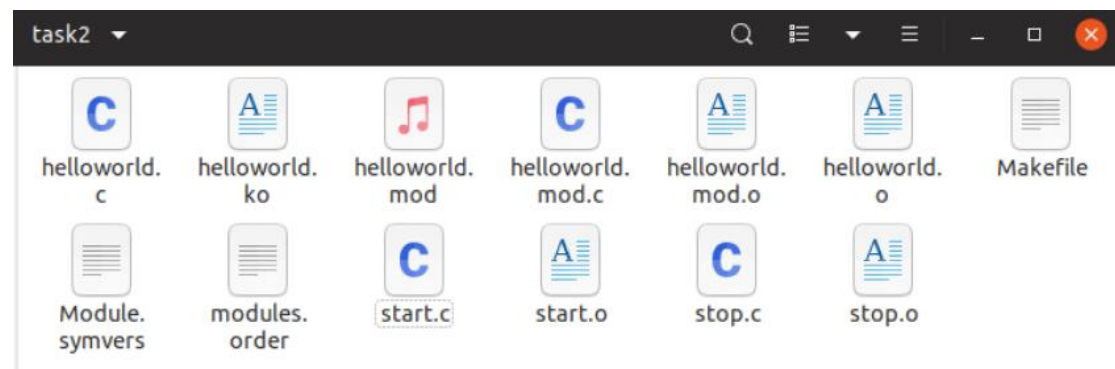 task2
helloworld. helloworld. helloworld. helloworld. helloworld. helloworld. Makefile
c ko mod mod.c mod.o o
Module. modules. start.c start.o stop.c stop.o
symvers order